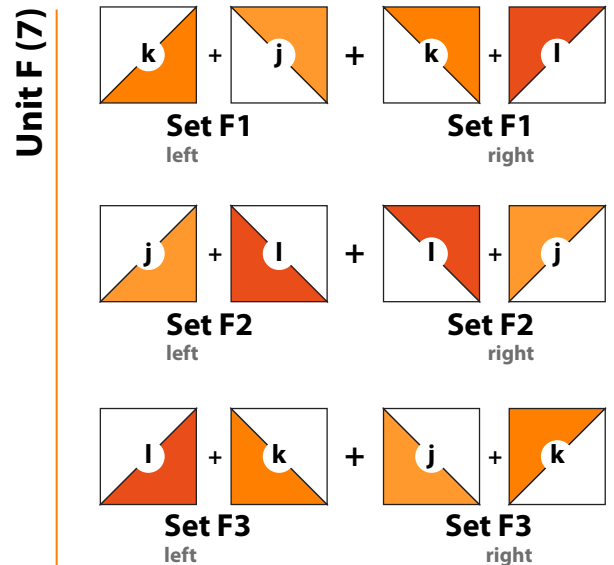 Unit F (7)
k + j + k + l
Set F1 Set F1
left right
j + l + l + j
Set F2 Set F2
left right
l + k + j + k
Set F3 Set F3
left right